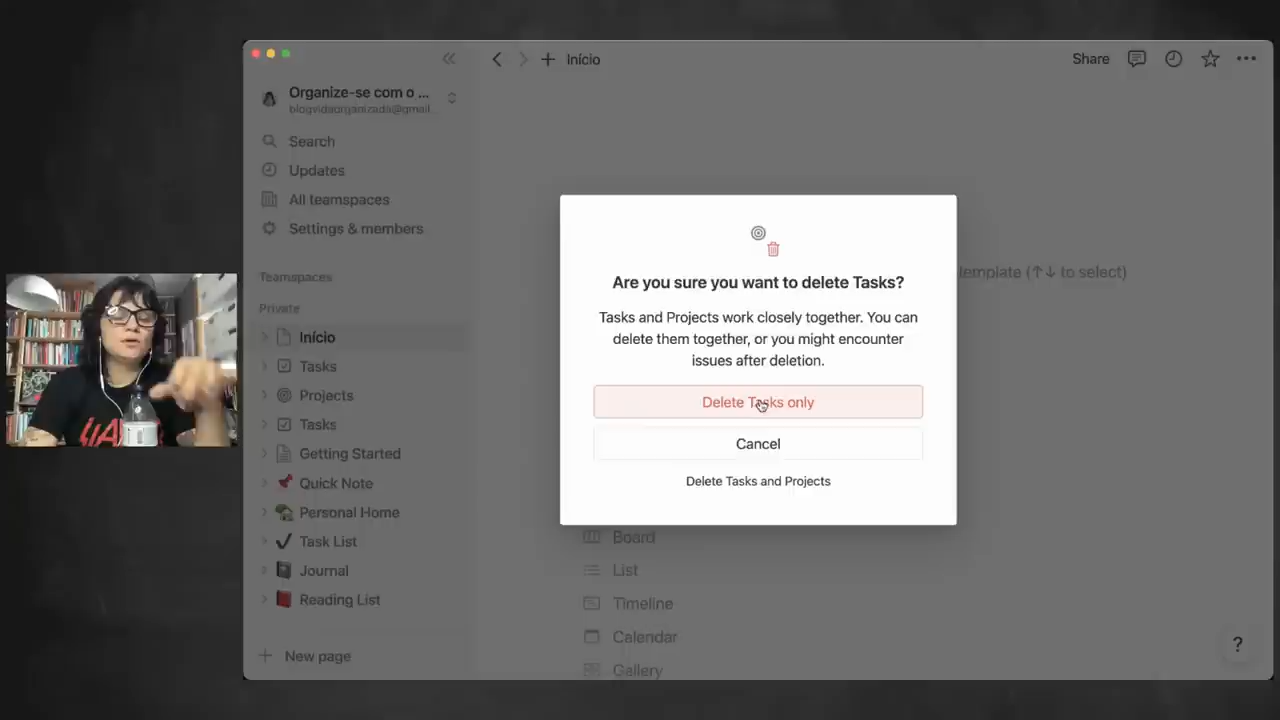 Organize-se com o ...
blogvidaorganizada@gmail...
Search
Updates
All teamspaces
Settings & members
Teamspaces
Private
Início
Tasks
Projects
Tasks
Getting Started
Quick Note
Personal Home
Task List
Journal
Reading List
New page
Início
Share
template (↑↓ to select)
Are you sure you want to delete Tasks?
Tasks and Projects work closely together. You can
delete them together, or you might encounter
issues after deletion.
Delete Tasks only
Cancel
Delete Tasks and Projects
Board
List
Timeline
Calendar
Gallery
?